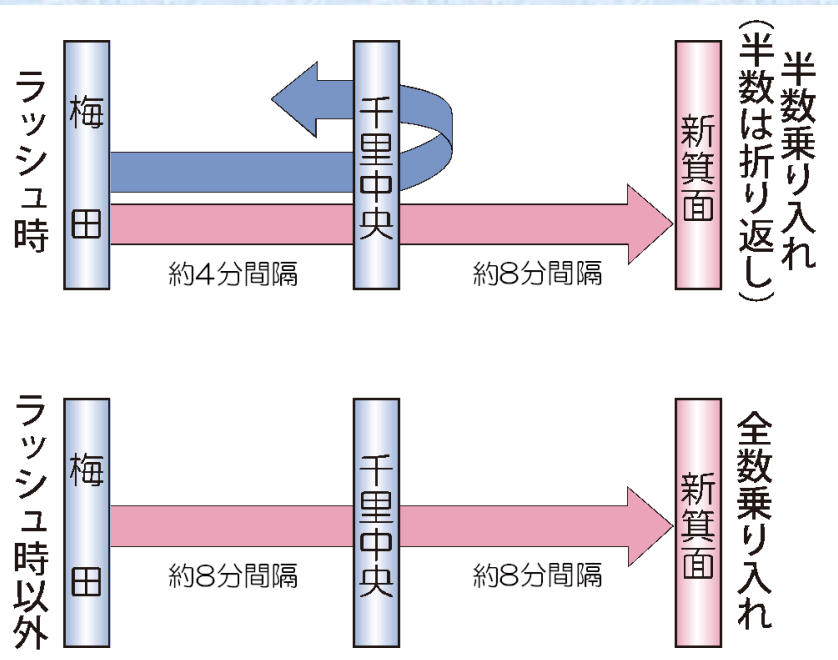 ラッシュ時
梅田
千里中央
新箕面
半数乗り入れ
(半数は折り返し)
約4分間隔
約8分間隔
ラッシュ時以外
梅田
千里中央
新箕面
全数乗り入れ
約8分間隔
約8分間隔